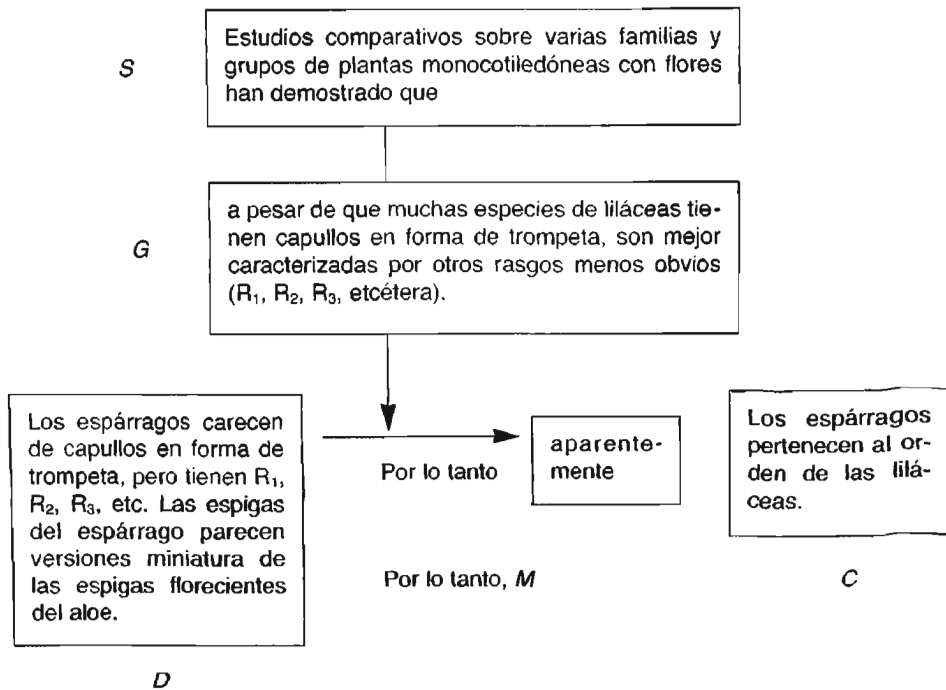 S
Estudios comparativos sobre varias familias y
grupos de plantas monocotiledóneas con flores
han demostrado que
G
a pesar de que muchas especies de liláceas tie-
nen capullos en forma de trompeta, son mejor
caracterizadas por otros rasgos menos obvios
(R₁, R₂, R₃, etcétera).
Los espárragos carecen
de capullos en forma de
trompeta, pero tienen R₁,
R₂, R₃, etc. Las espigas
del espárrago parecen
versiones miniatura de
las espigas florecientes
del aloe.
D
Por lo tanto
aparente-
mente
Por lo tanto, M
Los espárragos
pertenecen al or-
den de las lilá-
ceas.
C